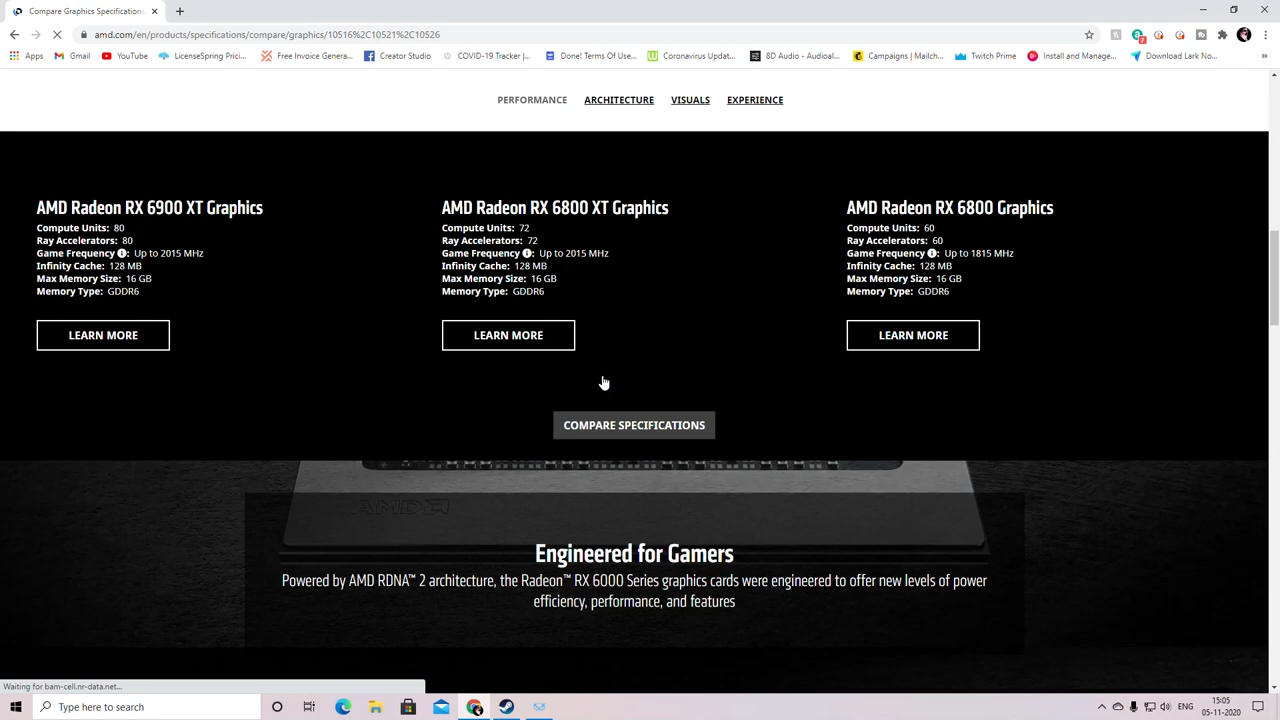 Compare Graphics Specifications
amd.com/en/products/specifications/compare/graphics/10516%2C10521%2C10526
Apps
Gmail
YouTube
LicenseSpring Prici...
Free Invoice Creat...
Creator Studio
COVID-19 Tracker |...
Done! Terms Of Use...
Coronavirus Updat...
8D Audio - Audioal...
Campaigns | Mailch...
Twitch Prime
Install and Manage...
Download Lark No...
PERFORMANCE ARCHITECTURE VISUALS EXPERIENCE
AMD Radeon RX 6900 XT Graphics
Compute Units: 80
Ray Accelerators: 80
Game Frequency : Up to 2015 MHz
Infinity Cache: 128 MB
Max Memory Size: 16 GB
Memory Type: GDDR6
LEARN MORE
AMD Radeon RX 6800 XT Graphics
Compute Units: 72
Ray Accelerators: 72
Game Frequency : Up to 2015 MHz
Infinity Cache: 128 MB
Max Memory Size: 16 GB
Memory Type: GDDR6
LEARN MORE
AMD Radeon RX 6800 Graphics
Compute Units: 60
Ray Accelerators: 60
Game Frequency : Up to 1815 MHz
Infinity Cache: 128 MB
Max Memory Size: 16 GB
Memory Type: GDDR6
LEARN MORE
COMPARE SPECIFICATIONS
AMD
Engineered for Gamers
Powered by AMD RDNA™ 2 architecture, the Radeon™ RX 6000 Series graphics cards were engineered to offer new levels of power
efficiency, performance, and features
Waiting for bam-cell.nr-data.net...
Type here to search
ENG
15:05
05-11-2020